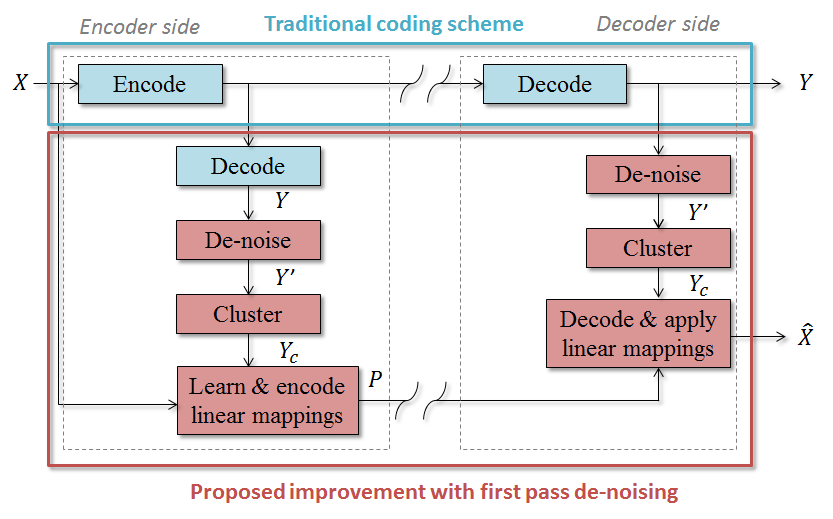 Encoder side
Traditional coding scheme
Decoder side
X
Encode
Decode
Y
Decode
De-noise
Y
Y'
De-noise
Cluster
Y'
Y_c
Cluster
Decode & apply
linear mappings
X̂
Y_c
P
Learn & encode
linear mappings
Proposed improvement with first pass de-noising